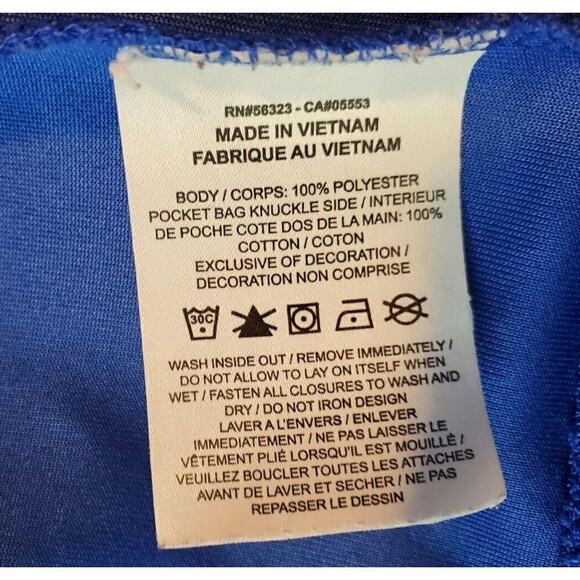 RN#56323 - CA#05553
MADE IN VIETNAM
FABRIQUE AU VIETNAM
BODY / CORPS: 100% POLYESTER
POCKET BAG KNUCKLE SIDE / INTERIEUR
DE POCHE COTE DOS DE LA MAIN: 100%
COTTON / COTON
EXCLUSIVE OF DECORATION /
DECORATION NON COMPRISE
30C
WASH INSIDE OUT / REMOVE IMMEDIATELY /
DO NOT ALLOW TO LAY ON ITSELF WHEN
WET / FASTEN ALL CLOSURES TO WASH AND
DRY / DO NOT IRON DESIGN
LAVER A L'ENVERS / ENLEVER
IMMEDIATEMENT / NE PAS LAISSER LE
VÊTEMENT PLIÉ LORSQU'IL EST MOUILLÉ /
VEUILLEZ BOUCLER TOUTES LES ATTACHES
AVANT DE LAVER ET SECHER / NE PAS
REPASSER LE DESSIN